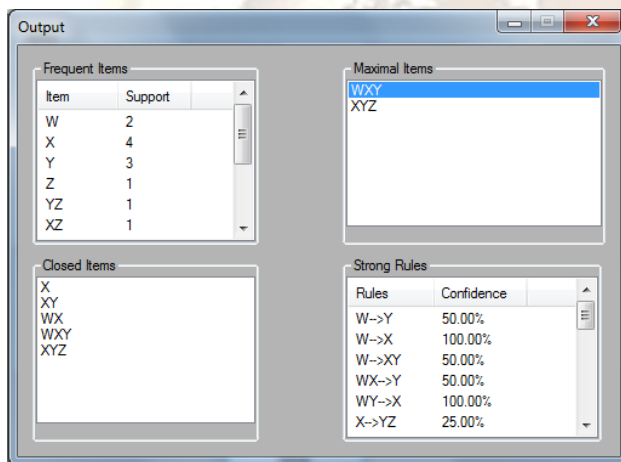 Output
Frequent Items
Item Support
W 2
X 4
Y 3
Z 1
YZ 1
XZ 1
Maximal Items
WXY
XYZ
Closed Items
X
XY
WX
WXY
XYZ
Strong Rules
Rules Confidence
W-->Y 50.00%
W-->X 100.00%
W-->XY 50.00%
WX-->Y 50.00%
WY-->X 100.00%
X-->YZ 25.00%